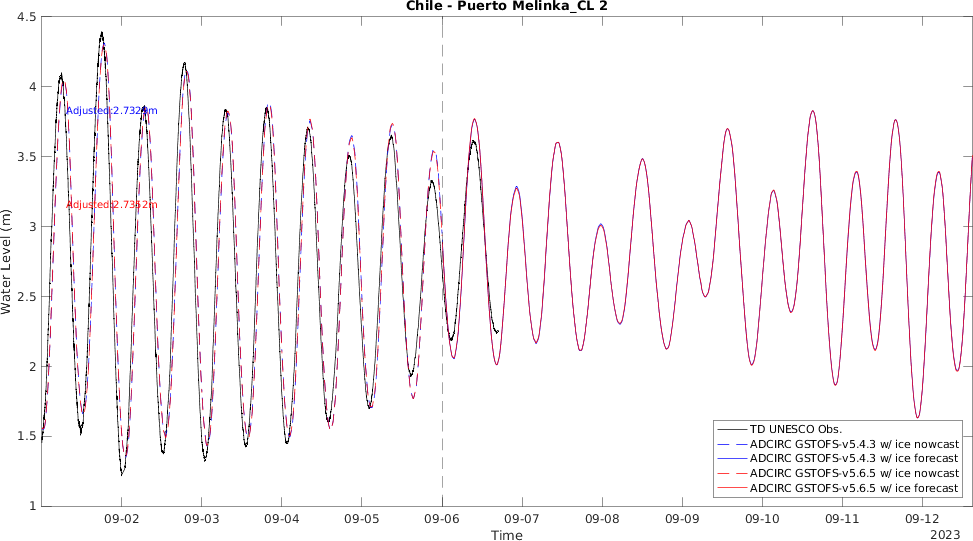 Chile - Puerto Melinka_CL 2
4.5
4
3.5
3
2.5
2
1.5
1
Water Level (m)
Adjusted:2.7329m
Adjusted:2.7352m
TD UNESCO Obs.
ADCIRC GSTOFS-v5.4.3 w/ ice nowcast
ADCIRC GSTOFS-v5.4.3 w/ ice forecast
ADCIRC GSTOFS-v5.6.5 w/ ice nowcast
ADCIRC GSTOFS-v5.6.5 w/ ice forecast
09-02 09-03 09-04 09-05 09-06 09-07 09-08 09-09 09-10 09-11 09-12
Time
2023